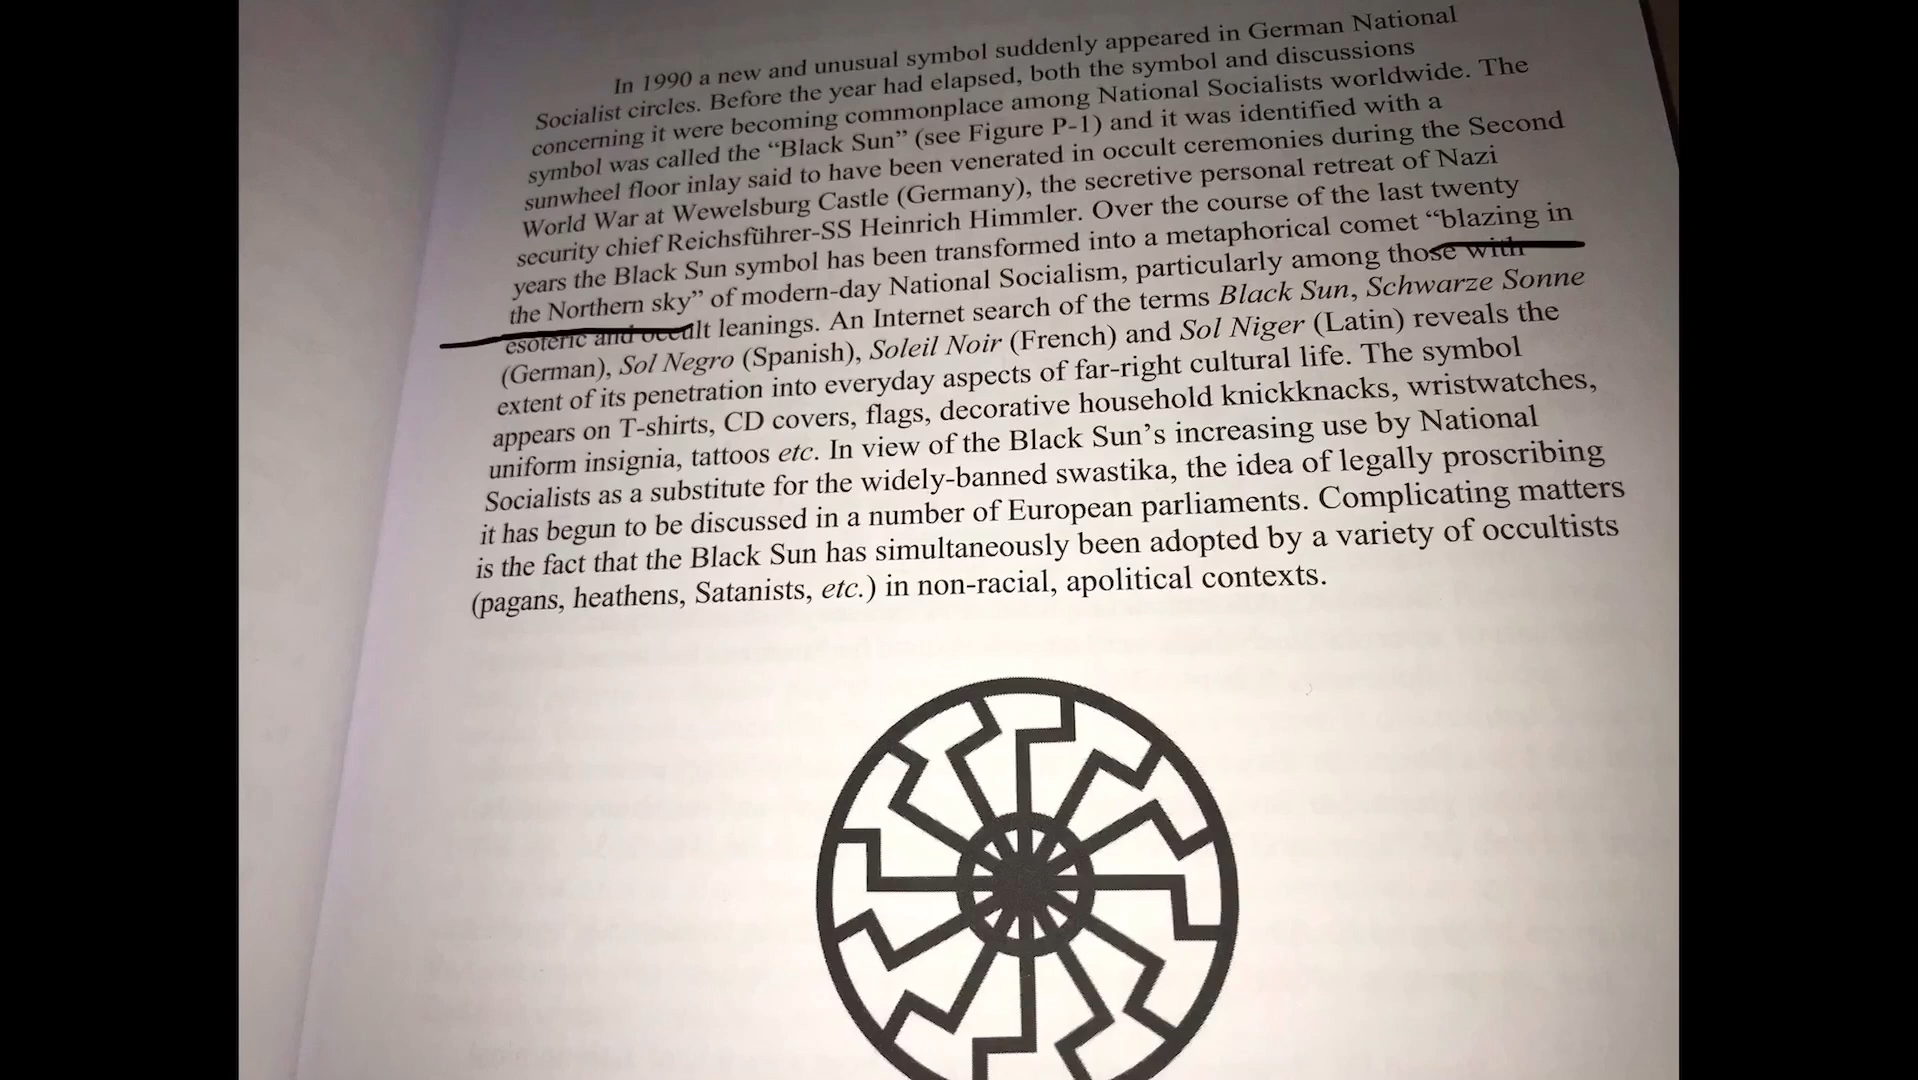 In 1990 a new and unusual symbol suddenly appeared in German National
Socialist circles. Before the year had elapsed, both the symbol and discussions
concerning it were becoming commonplace among National Socialists worldwide. The
symbol was called the “Black Sun” (see Figure P-1) and it was identified with a
sunwheel floor inlay said to have been venerated in occult ceremonies during the Second
World War at Wewelsburg Castle (Germany), the secretive personal retreat of Nazi
security chief Reichsführer-SS Heinrich Himmler. Over the course of the last twenty
years the Black Sun symbol has been transformed into a metaphorical comet “blazing in
the Northern sky” of modern-day National Socialism, particularly among those with
esoteric and occult leanings. An Internet search of the terms Black Sun, Schwarze Sonne
(German), Sol Negro (Spanish), Soleil Noir (French) and Sol Niger (Latin) reveals the
extent of its penetration into everyday aspects of far-right cultural life. The symbol
appears on T-shirts, CD covers, flags, decorative household knickknacks, wristwatches,
uniform insignia, tattoos etc. In view of the Black Sun’s increasing use by National
Socialists as a substitute for the widely-banned swastika, the idea of legally proscribing
it has begun to be discussed in a number of European parliaments. Complicating matters
is the fact that the Black Sun has simultaneously been adopted by a variety of occultists
(pagans, heathens, Satanists, etc.) in non-racial, apolitical contexts.